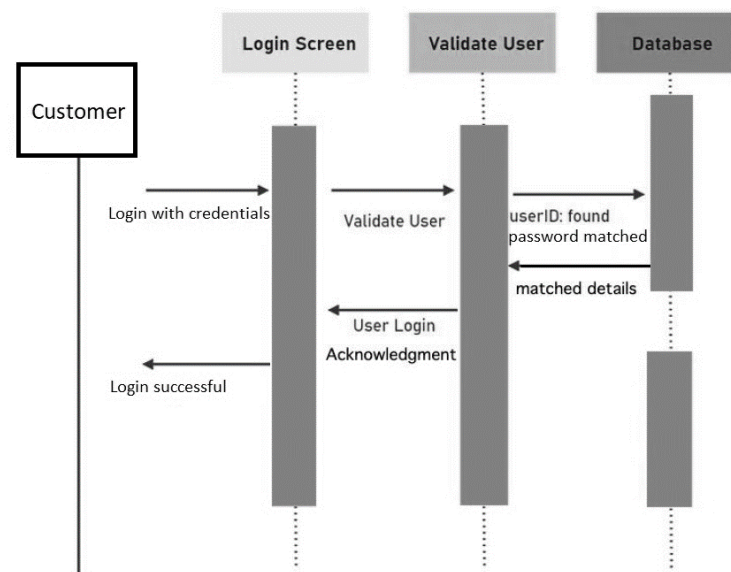 Login Screen
Validate User
Database
Customer
Login with credentials
Validate User
userID: found
password matched
matched details
User Login
Acknowledgment
Login successful